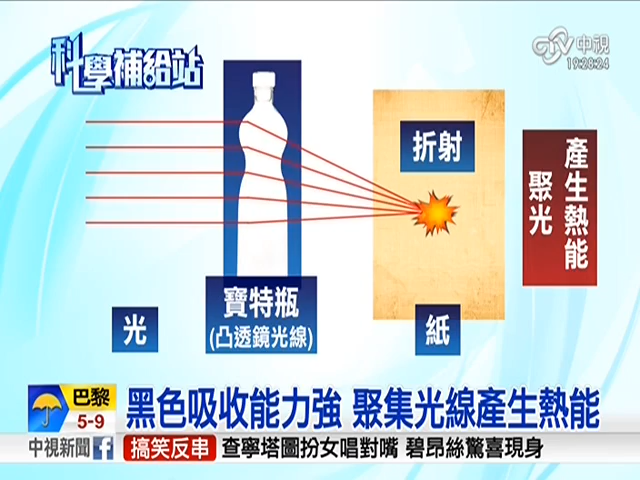 科學補給站
CTV中視
19:28:24
折射
產生熱能
聚光
寶特瓶
(凸透鏡光線)
光
紙
巴黎
5-9
黑色吸收能力強 聚集光線產生熱能
中視新聞 f
搞笑反串
查寧塔圖扮女唱對嘴 碧昂絲驚喜現身